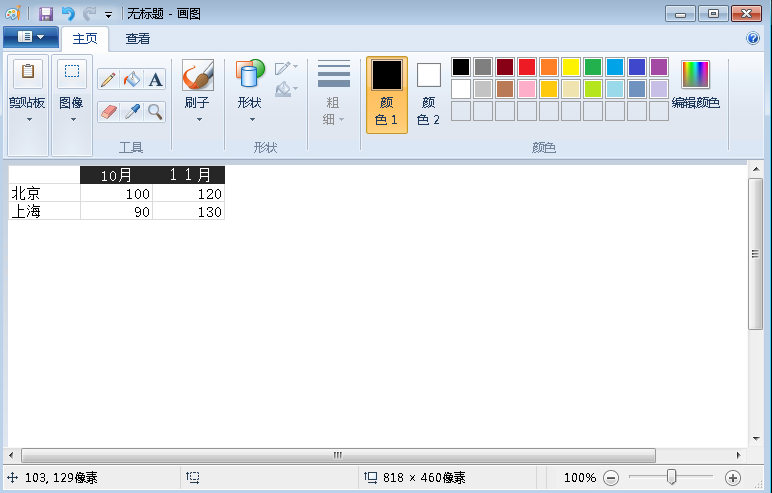 无标题 - 画图
主页 查看
剪贴板
图像
工具
刷子
形状
形状
粗
细
颜
色 1
颜
色 2
颜色
编辑颜色
10月 １１月
北京 100 120
上海 90 130
103, 129像素 818 × 460像素 100%